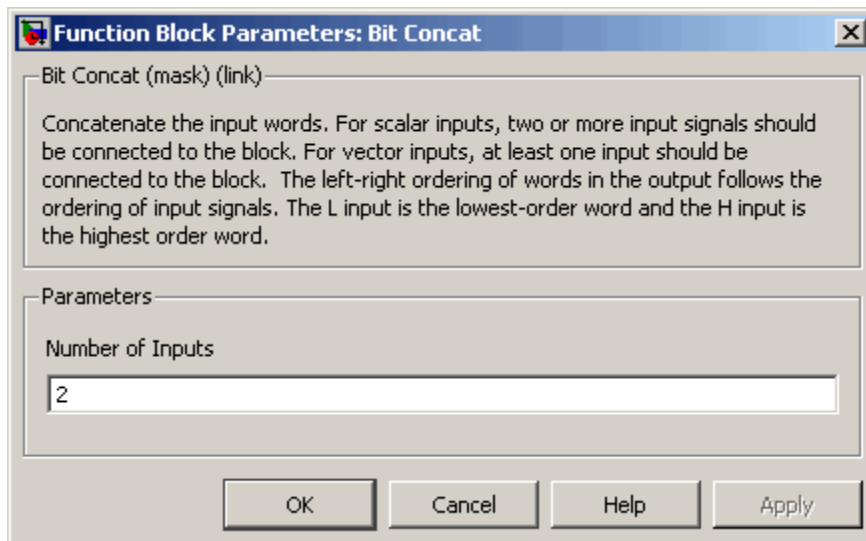 Function Block Parameters: Bit Concat
Bit Concat (mask) (link)
Concatenate the input words. For scalar inputs, two or more input signals should
be connected to the block. For vector inputs, at least one input should be
connected to the block.  The left-right ordering of words in the output follows the
ordering of input signals. The L input is the lowest-order word and the H input is
the highest order word.
Parameters
Number of Inputs
2
OK
Cancel
Help
Apply